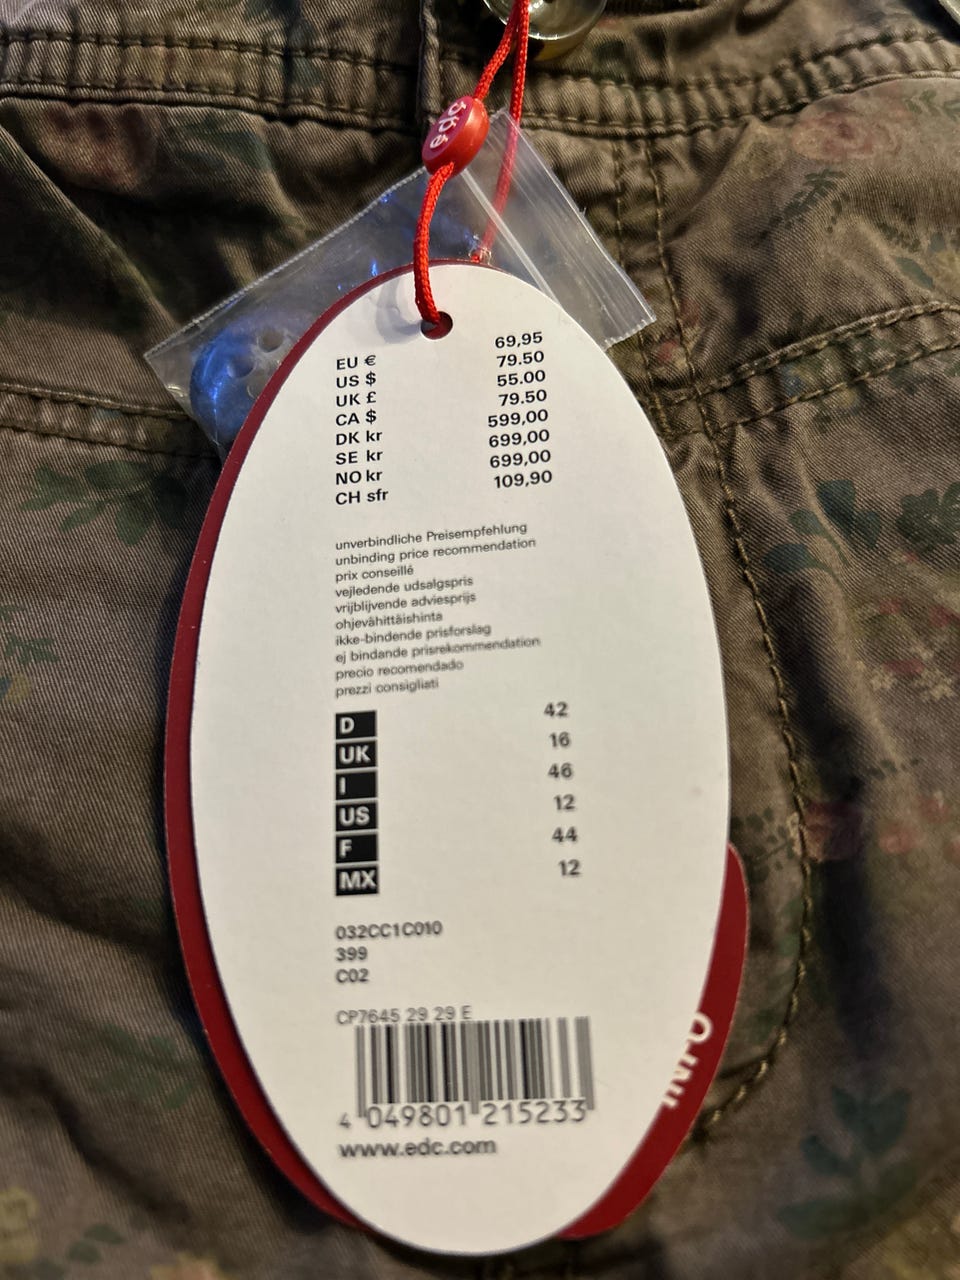 edc
EU € 69,95
US $ 79.50
UK £ 55.00
CA $ 79.50
DK kr 599,00
SE kr 699,00
NO kr 699,00
CH sfr 109,90
unverbindliche Preisempfehlung
unbinding price recommendation
prix conseillé
vejledende udsalgspris
vrijblijvende adviesprijs
ohjevähittäishinta
ikke-bindende prisforslag
ej bindande prisrekommendation
precio recomendado
prezzi consigliati
D 42
UK 16
I 46
US 12
F 44
MX 12
032CC1C010
399
C02
CP7645 29 29 E
4 049801 215233
www.edc.com
INFO